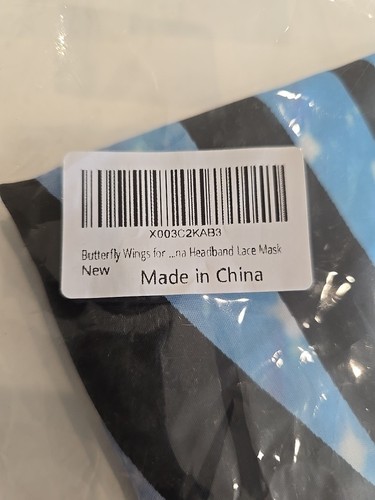 X003C2KAB3
Butterfly Wings for ...na Headband Lace Mask
New
Made in China